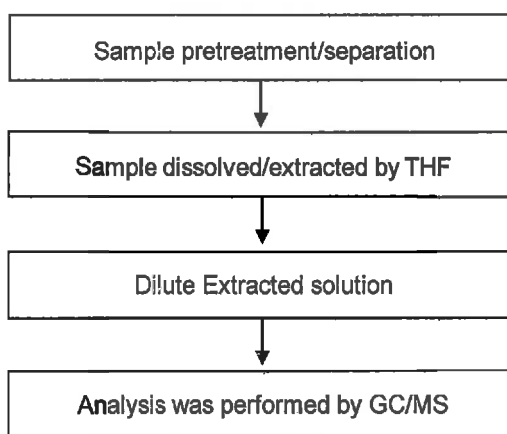 Sample pretreatment/separation
Sample dissolved/extracted by THF
Dilute Extracted solution
Analysis was performed by GC/MS